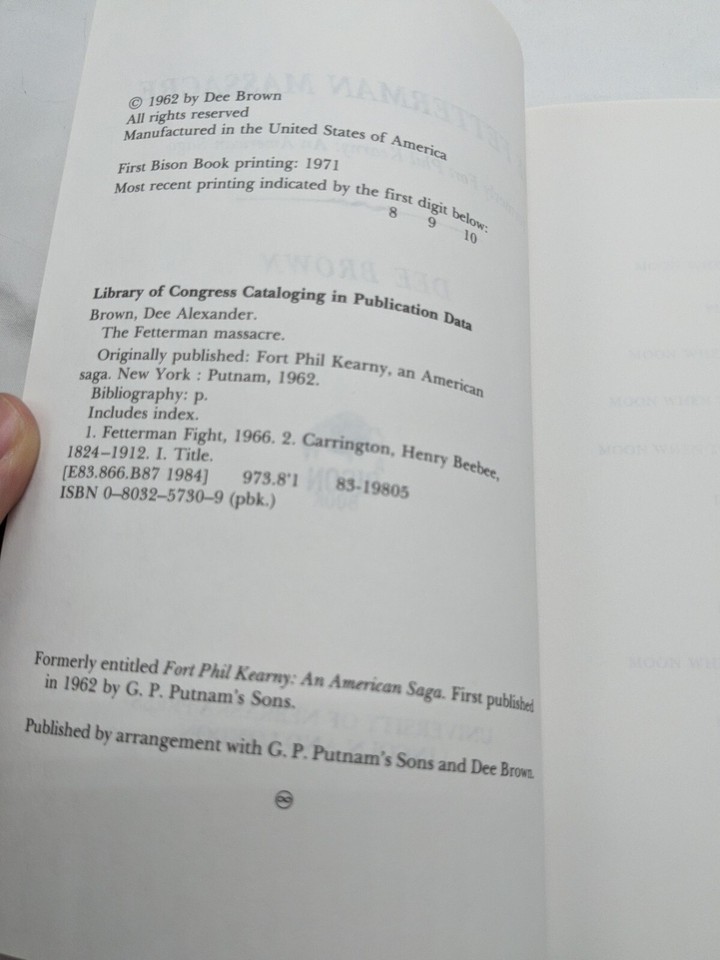 © 1962 by Dee Brown
All rights reserved
Manufactured in the United States of America
First Bison Book printing: 1971
Most recent printing indicated by the first digit below:
8 9 10
Library of Congress Cataloging in Publication Data
Brown, Dee Alexander.
The Fetterman massacre.
Originally published: Fort Phil Kearny, an American
saga. New York : Putnam, 1962.
Bibliography: p.
Includes index.
1. Fetterman Fight, 1966. 2. Carrington, Henry Beebee,
1824–1912. I. Title.
[E83.866.B87 1984] 973.8'1 83-19805
ISBN 0–8032–5730–9 (pbk.)
Formerly entitled Fort Phil Kearny: An American Saga. First published
in 1962 by G. P. Putnam's Sons.
Published by arrangement with G. P. Putnam's Sons and Dee Brown.